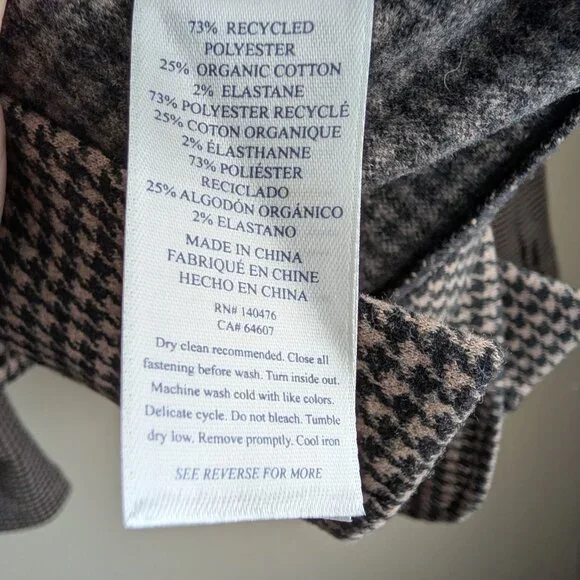 73% RECYCLED
POLYESTER
25% ORGANIC COTTON
2% ELASTANE
73% POLYESTER RECYCLÉ
25% COTON ORGANIQUE
2% ÉLASTHANNE
73% POLIÉSTER
RECICLADO
25% ALGODÓN ORGÁNICO
2% ELASTANO
MADE IN CHINA
FABRIQUÉ EN CHINE
HECHO EN CHINA
RN# 140476
CA# 64607
Dry clean recommended. Close all
fastening before wash. Turn inside out.
Machine wash cold with like colors.
Delicate cycle. Do not bleach. Tumble
dry low. Remove promptly. Cool iron
SEE REVERSE FOR MORE